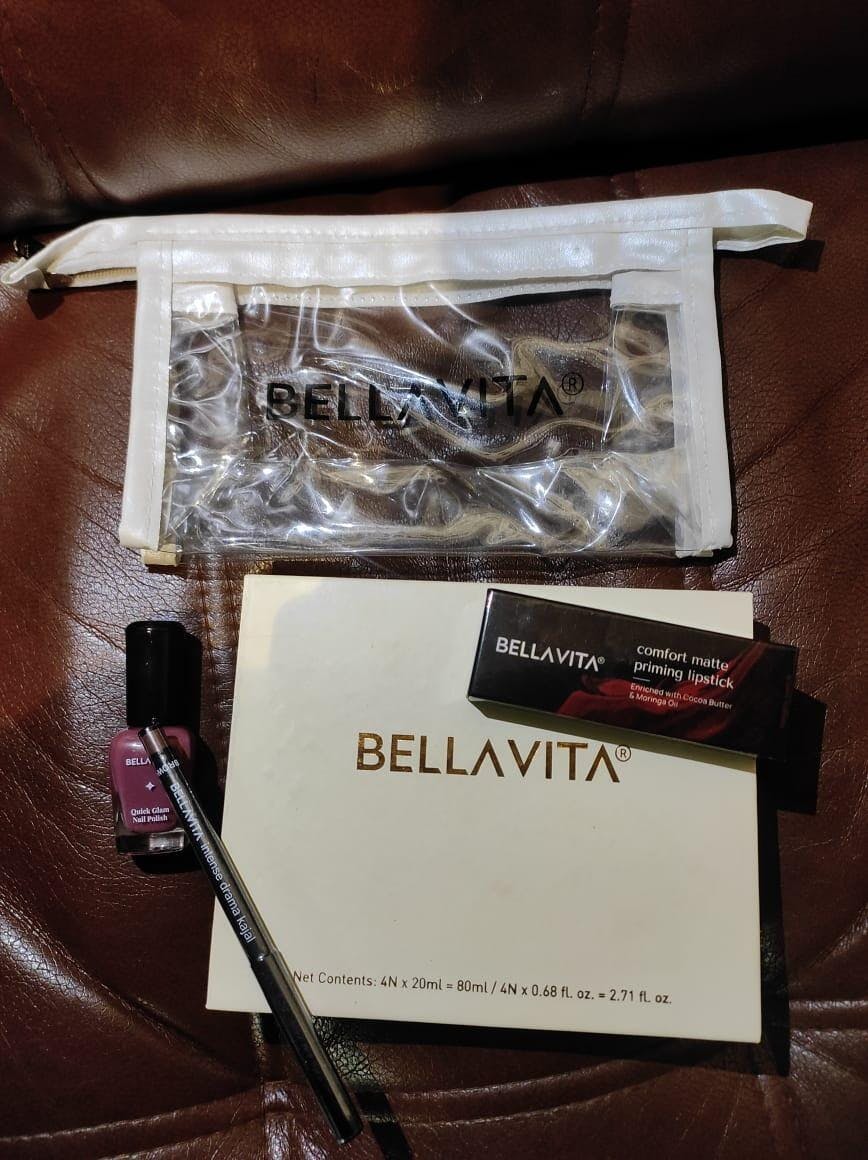 BELLAVITA®
BELLAVITA®
comfort matte
priming lipstick
Enriched with Cocoa Butter
& Moringa Oil
BELLAVITA®
Quick Glam
Nail Polish
BELLAVITA intense drama kajal
Net Contents: 4N x 20ml = 80ml / 4N x 0.68 fl. oz. = 2.71 fl. oz.